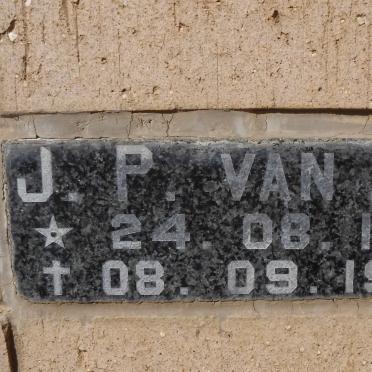 J. P. VAN
☆ 24. 08. 1
✝ 08. 09. 19